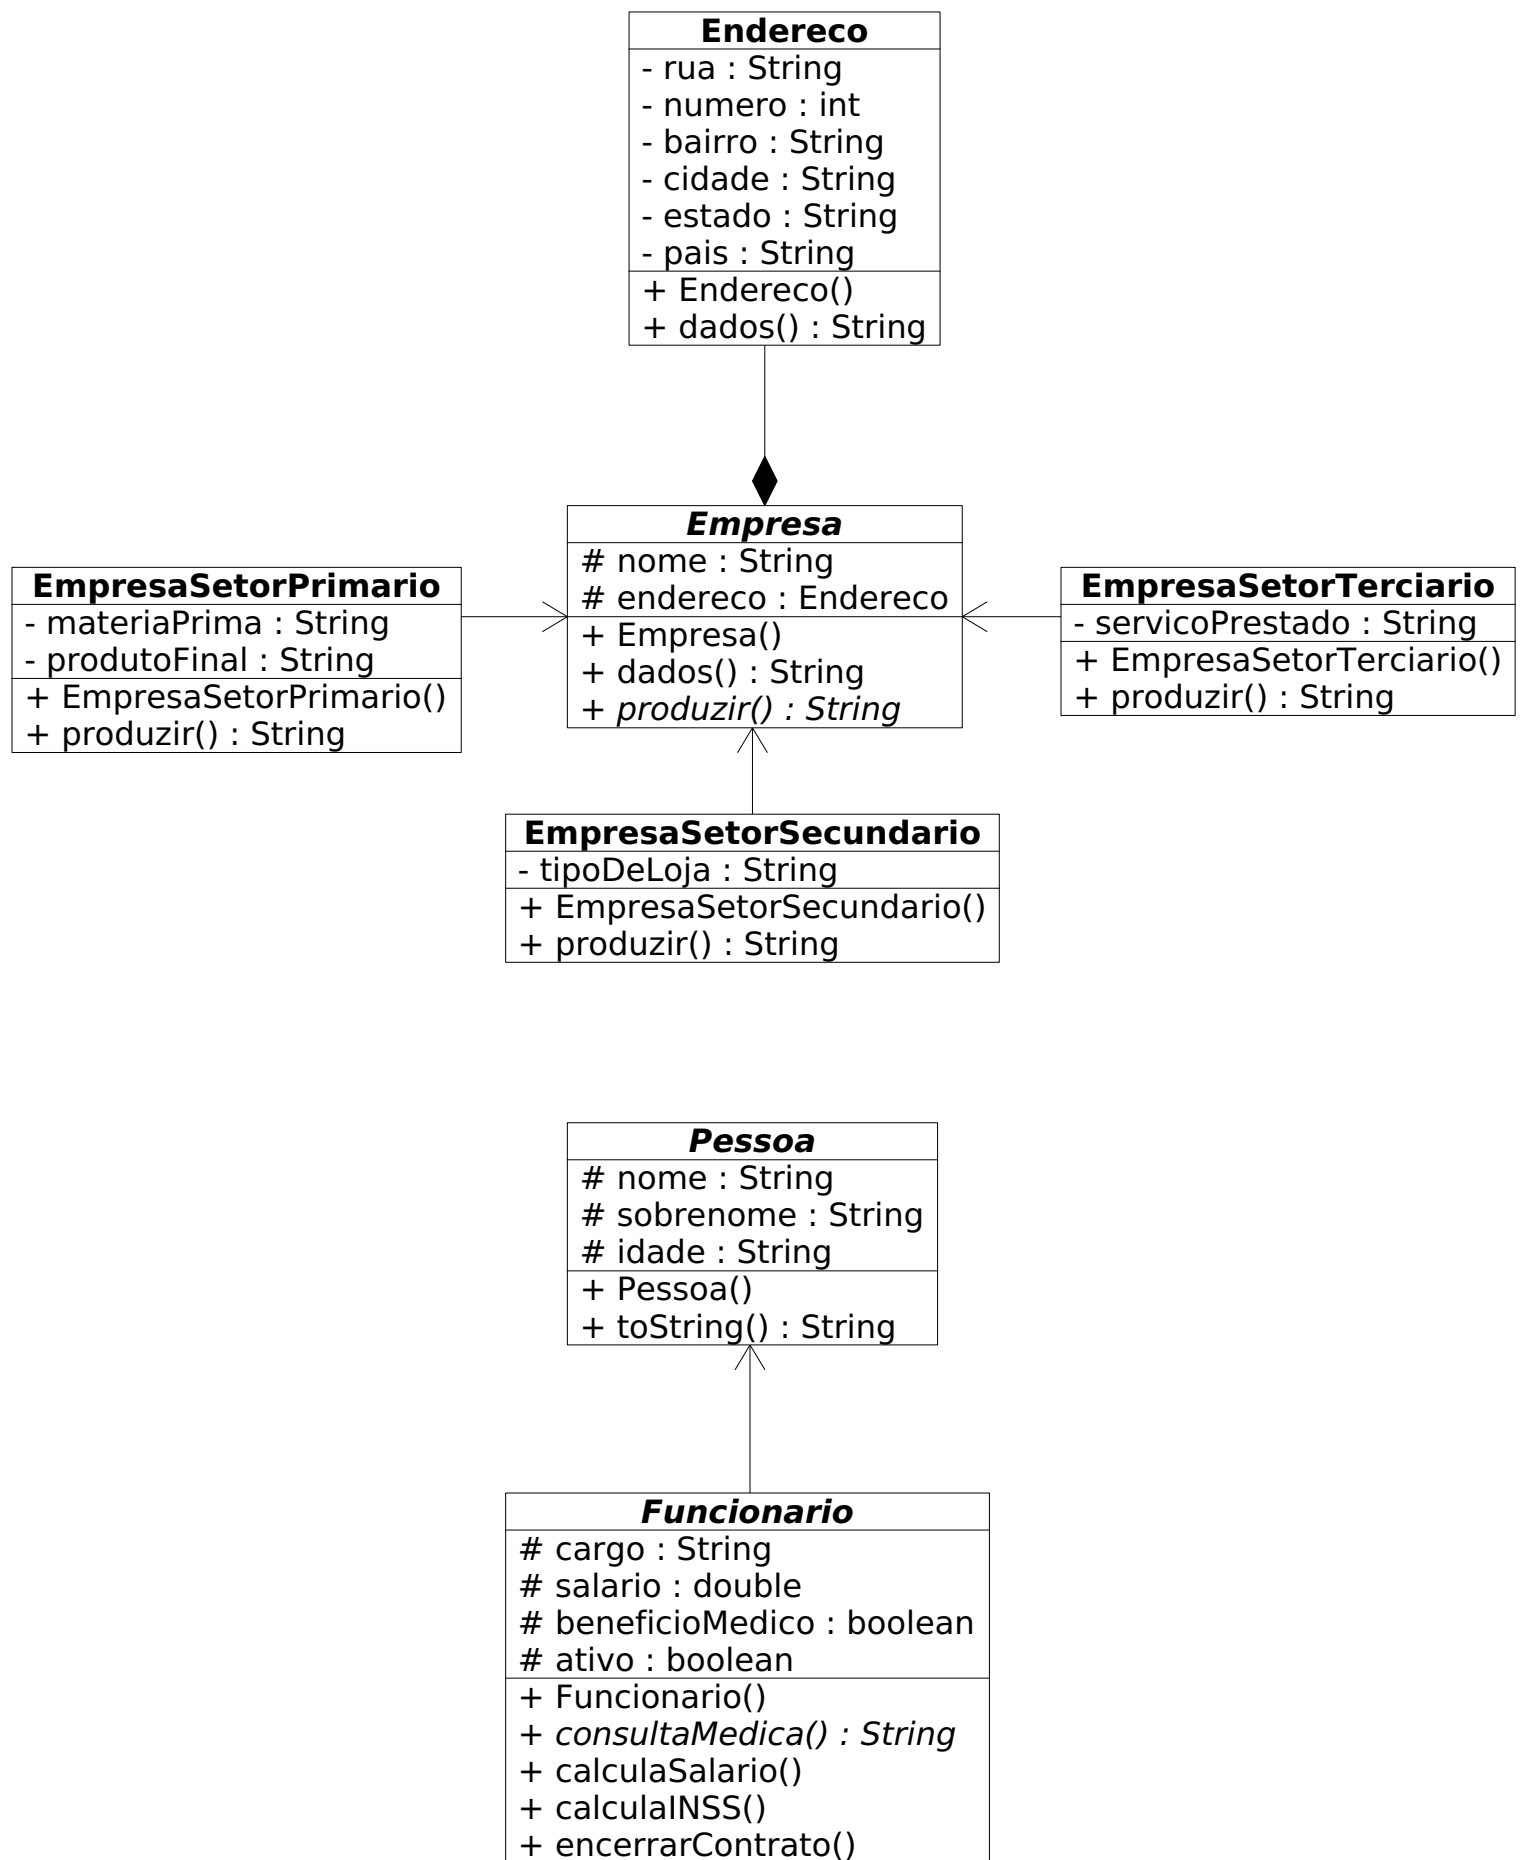 Endereco
- rua : String
- numero : int
- bairro : String
- cidade : String
- estado : String
- pais : String
+ Endereco()
+ dados() : String
Empresa
# nome : String
# endereco : Endereco
+ Empresa()
+ dados() : String
+ produzir() : String
EmpresaSetorPrimario
- materiaPrima : String
- produtoFinal : String
+ EmpresaSetorPrimario()
+ produzir() : String
EmpresaSetorTerciario
- servicoPrestado : String
+ EmpresaSetorTerciario()
+ produzir() : String
EmpresaSetorSecundario
- tipoDeLoja : String
+ EmpresaSetorSecundario()
+ produzir() : String
Pessoa
# nome : String
# sobrenome : String
# idade : String
+ Pessoa()
+ toString() : String
Funcionario
# cargo : String
# salario : double
# beneficioMedico : boolean
# ativo : boolean
+ Funcionario()
+ consultaMedica() : String
+ calculaSalario()
+ calculaINSS()
+ encerrarContrato()